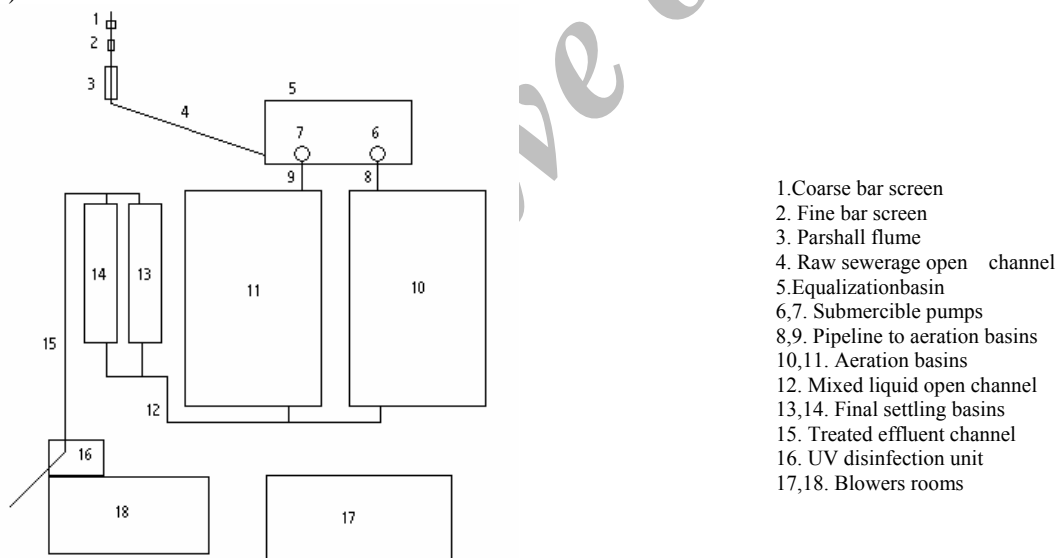 1
2
3
4
5
7
6
9
8
14
13
11
10
15
12
16
18
17
1.Coarse bar screen
2. Fine bar screen
3. Parshall flume
4. Raw sewerage open channel
5.Equalizationbasin
6,7. Submercible pumps
8,9. Pipeline to aeration basins
10,11. Aeration basins
12. Mixed liquid open channel
13,14. Final settling basins
15. Treated effluent channel
16. UV disinfection unit
17,18. Blowers rooms